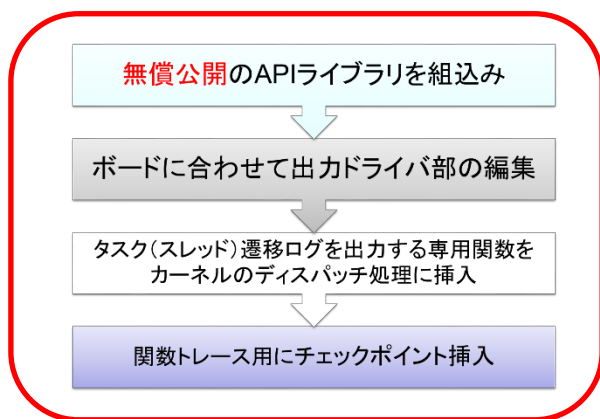 無償公開のAPIライブラリを組込み
ボードに合わせて出力ドライバ部の編集
タスク（スレッド）遷移ログを出力する専用関数を
カーネルのディスパッチ処理に挿入
関数トレース用にチェックポイント挿入